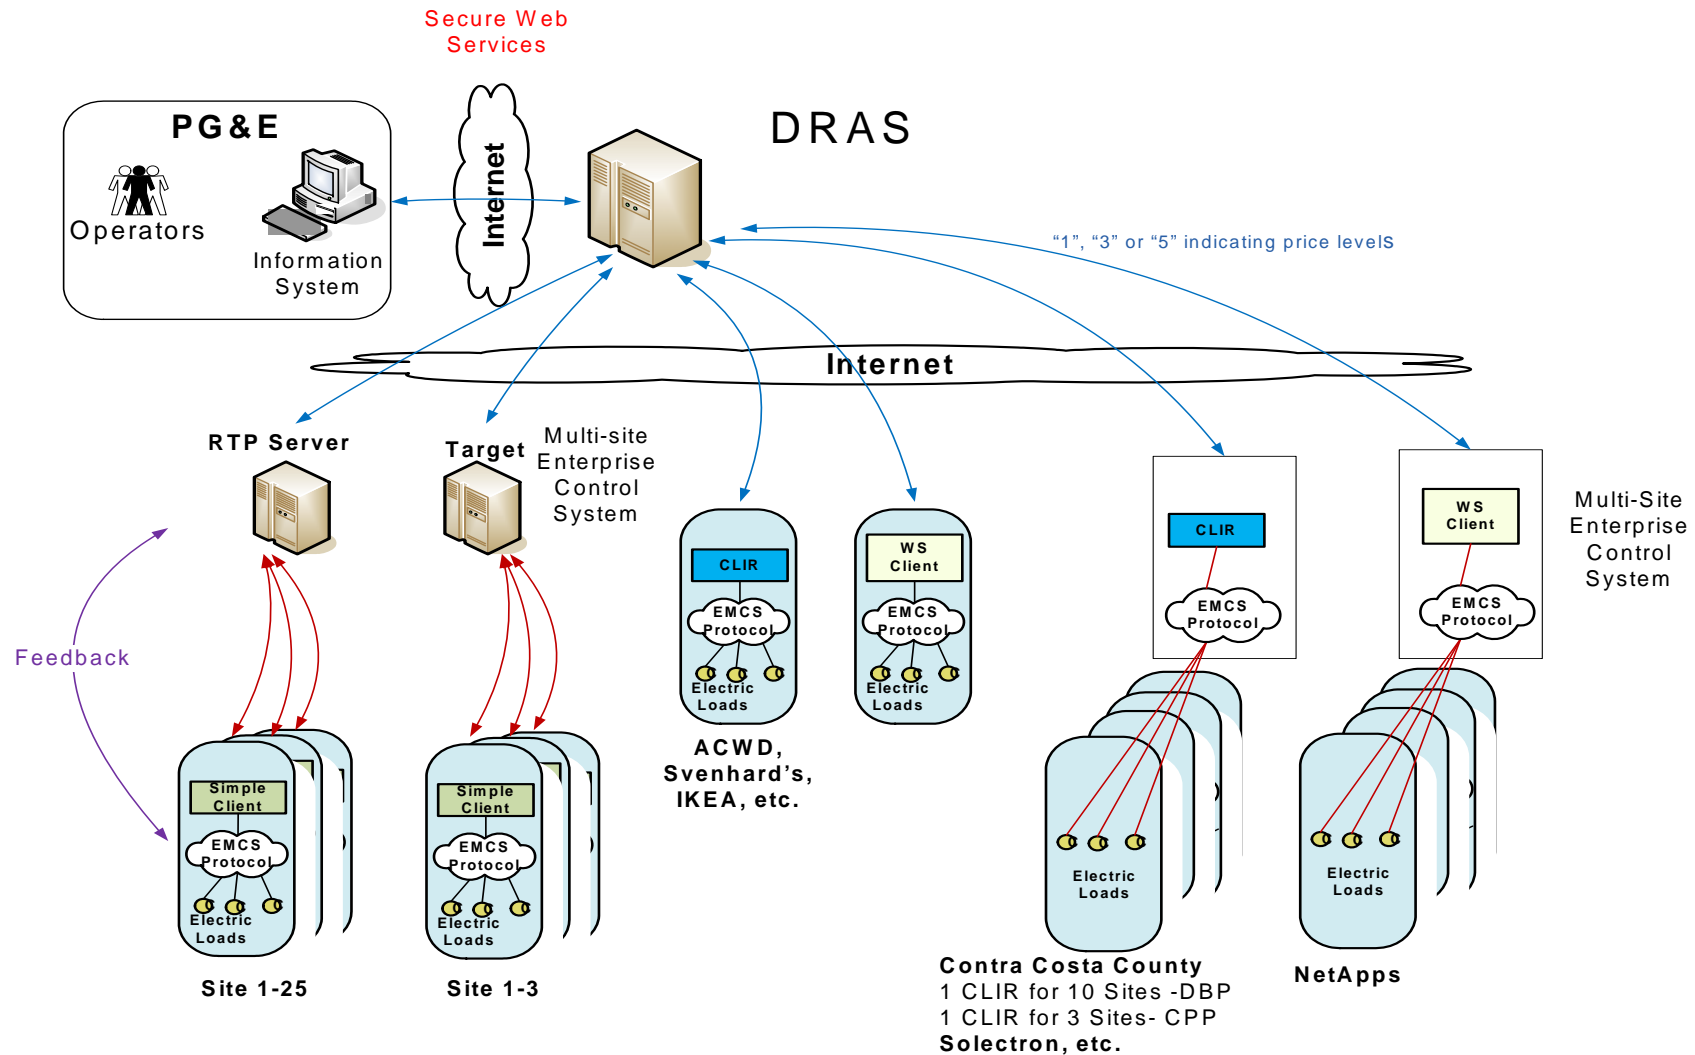 Secure Web
Services
PG&E
DRAS
Internet
Operators
Information
System
“1”, “3” or “5” indicating price levels
Internet
RTP Server
Target
Multi-site
Enterprise
Control
System
CLIR
EMCS
Protocol
Electric
Loads
WS
Client
EMCS
Protocol
Electric
Loads
CLIR
EMCS
Protocol
WS
Client
EMCS
Protocol
Multi-Site
Enterprise
Control
System
Feedback
ACWD,
Svenhard’s,
IKEA, etc.
Simple
Client
EMCS
Protocol
Electric
Loads
Simple
Client
EMCS
Protocol
Electric
Loads
Electric
Loads
Electric
Loads
Site 1-25
Site 1-3
Contra Costa County
1 CLIR for 10 Sites -DBP
1 CLIR for 3 Sites- CPP
Solectron, etc.
NetApps